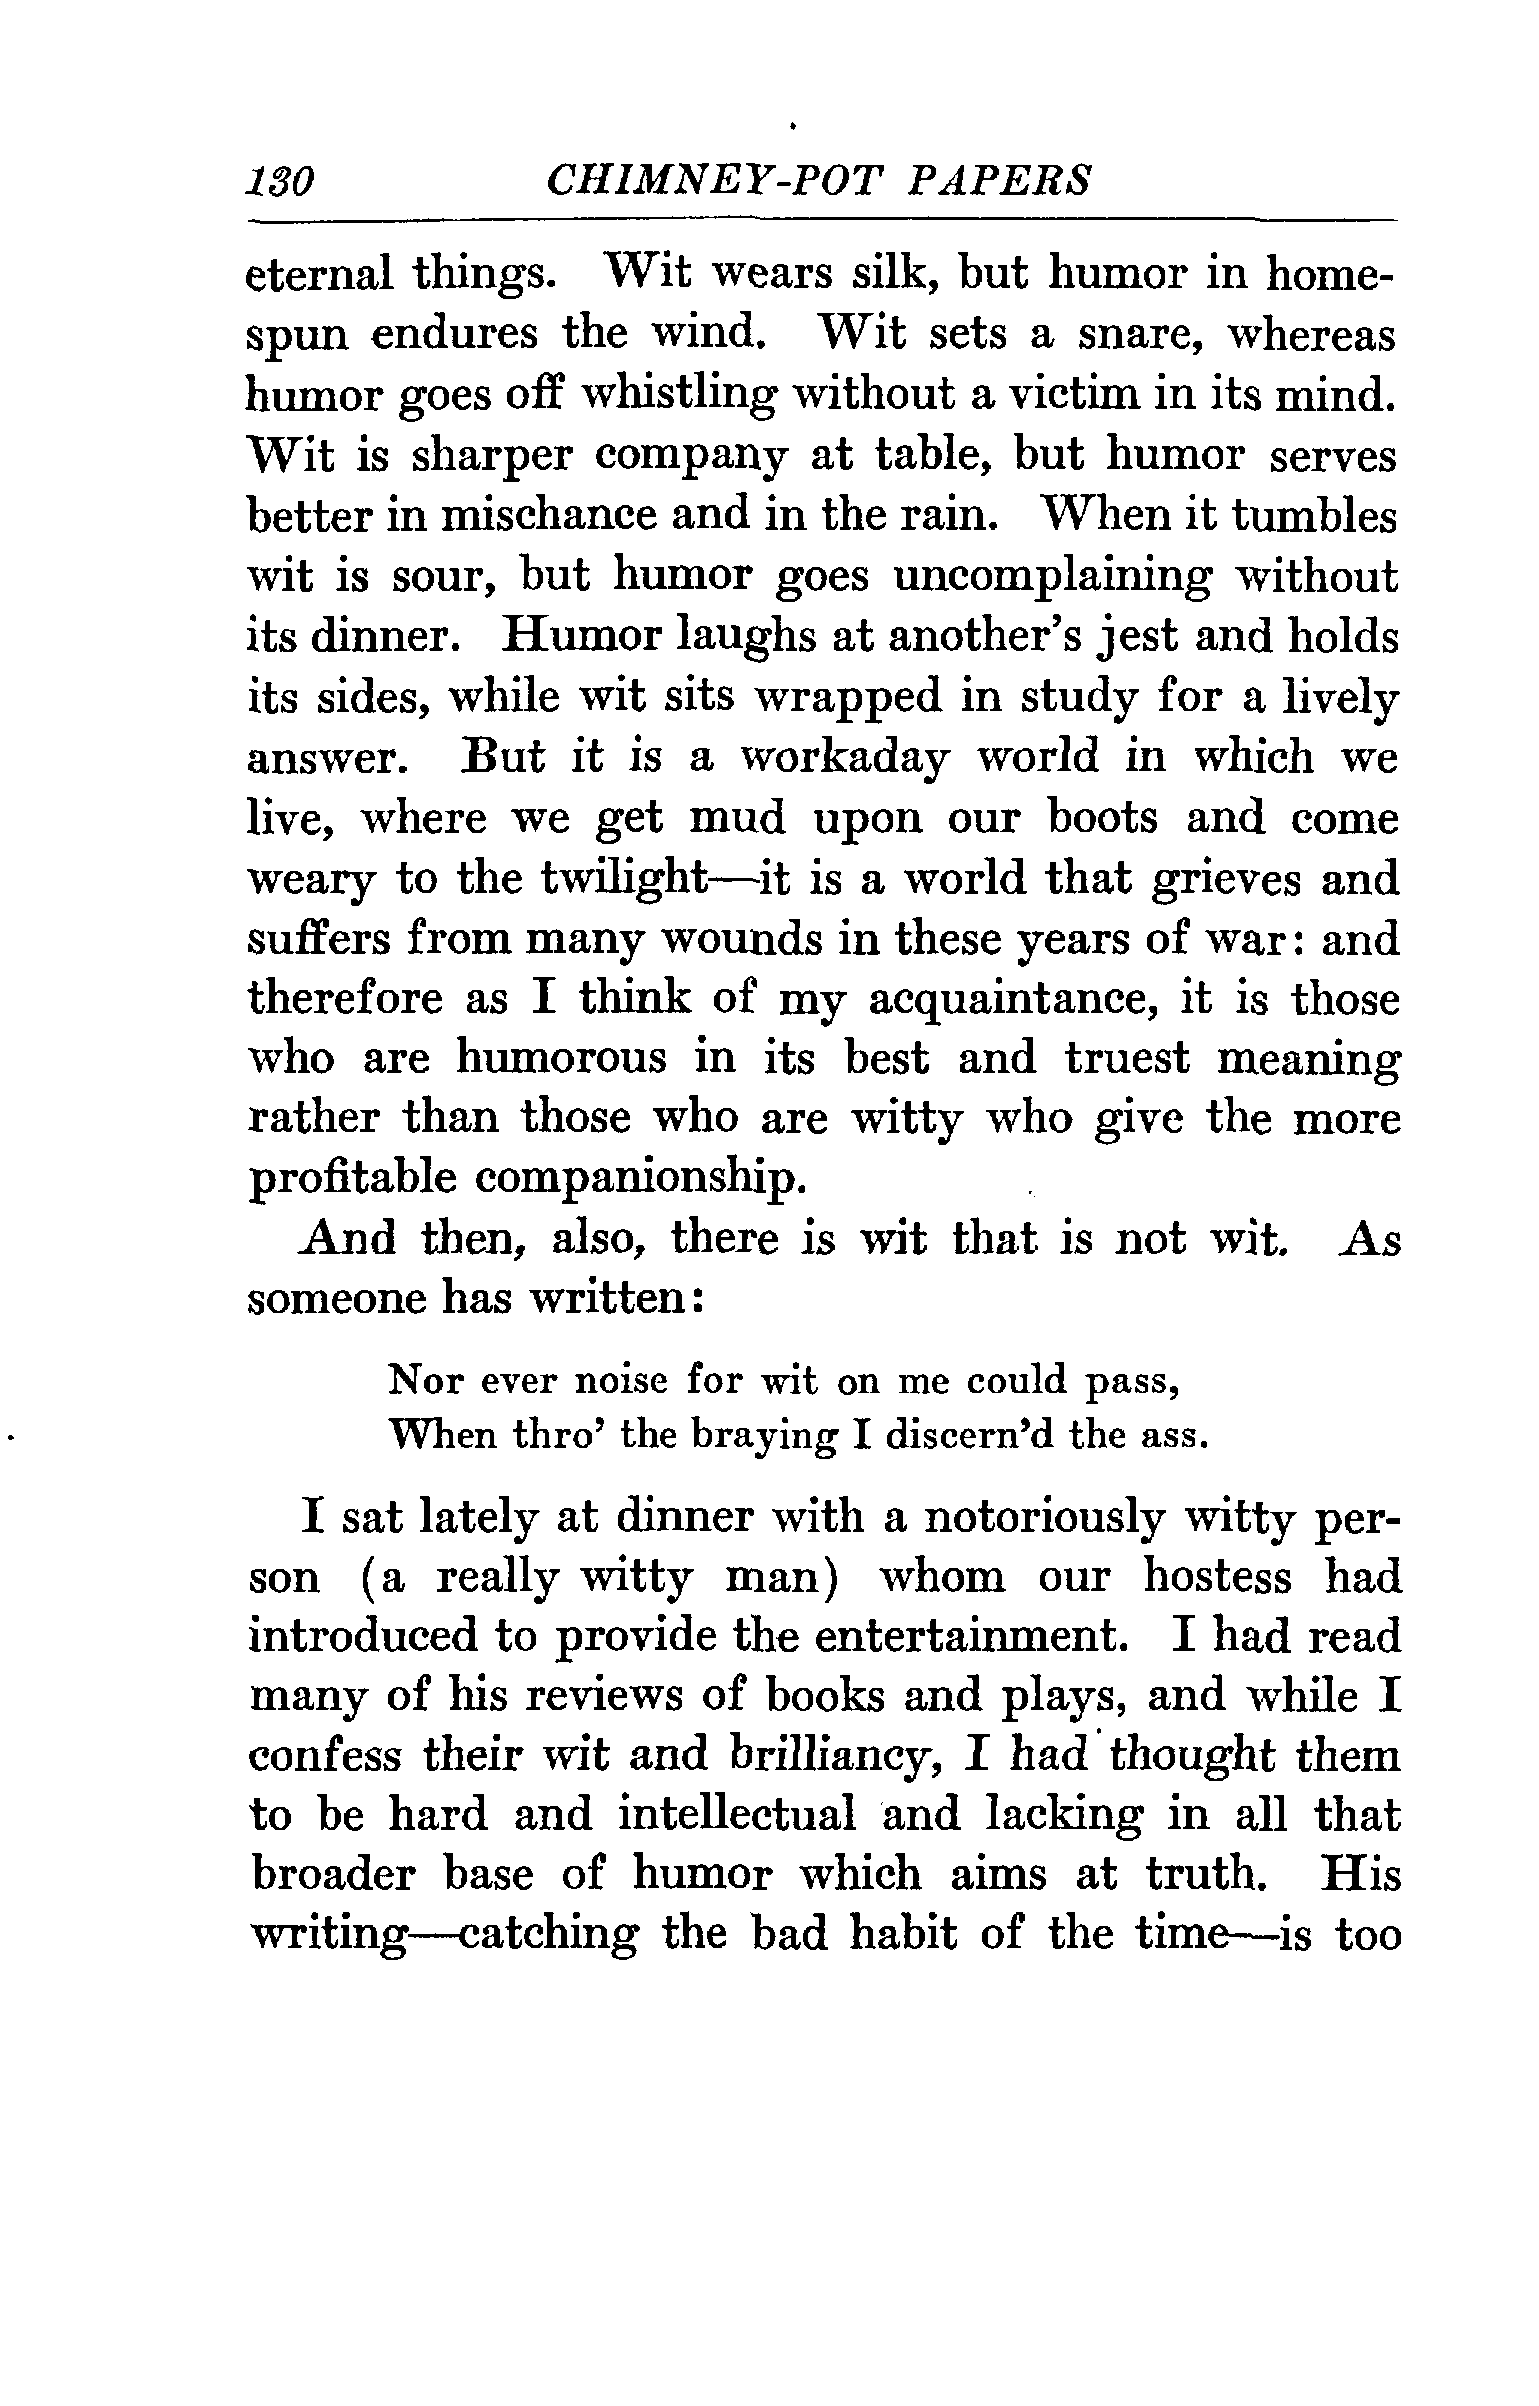 130 CHIMNEY-POT PAPERS
eternal things. Wit wears silk, but humor in home-
spun endures the wind. Wit sets a snare, whereas
humor goes off whistling without a victim in its mind.
Wit is sharper company at table, but humor serves
better in mischance and in the rain. When it tumbles
wit is sour, but humor goes uncomplaining without
its dinner. Humor laughs at another's jest and holds
its sides, while wit sits wrapped in study for a lively
answer. But it is a workaday world in which we
live, where we get mud upon our boots and come
weary to the twilight—it is a world that grieves and
suffers from many wounds in these years of war: and
therefore as I think of my acquaintance, it is those
who are humorous in its best and truest meaning
rather than those who are witty who give the more
profitable companionship.
And then, also, there is wit that is not wit. As
someone has written:
Nor ever noise for wit on me could pass,
When thro' the braying I discern'd the ass.
I sat lately at dinner with a notoriously witty per-
son (a really witty man) whom our hostess had
introduced to provide the entertainment. I had read
many of his reviews of books and plays, and while I
confess their wit and brilliancy, I had thought them
to be hard and intellectual and lacking in all that
broader base of humor which aims at truth. His
writing—catching the bad habit of the time—is too